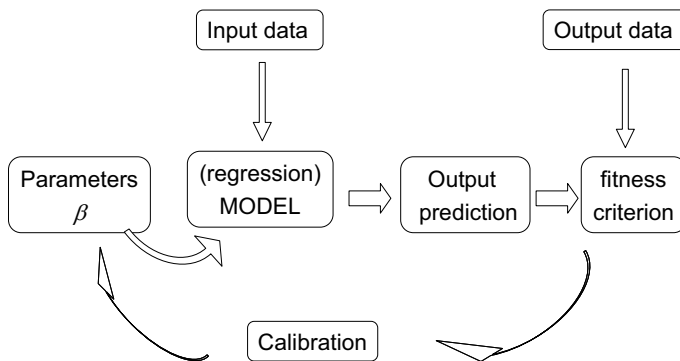 Input data
Output data
Parameters
β
(regression)
MODEL
Output
prediction
fitness
criterion
Calibration